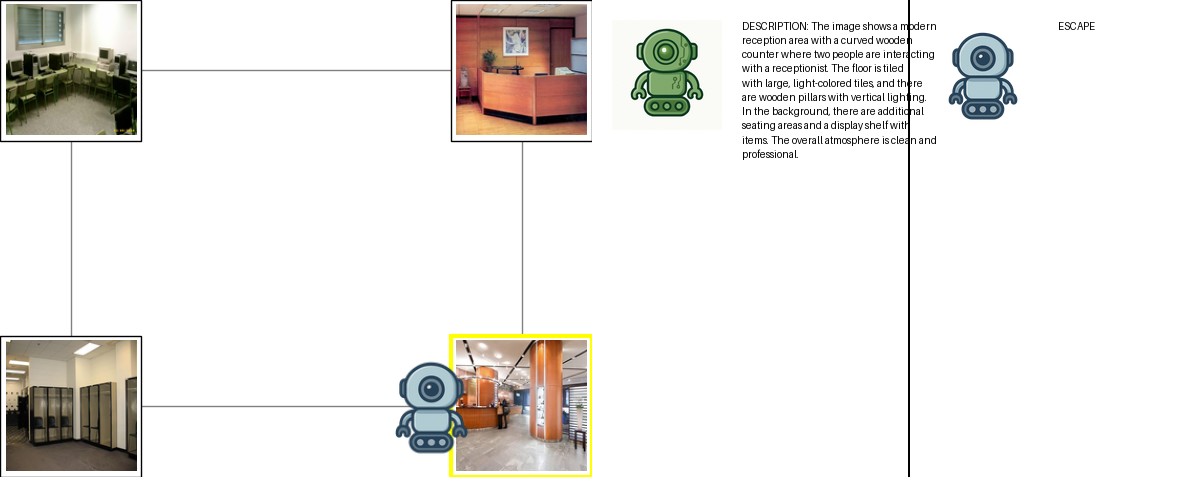 DESCRIPTION: The image shows a modern
reception area with a curved wooden
counter where two people are interacting
with a receptionist. The floor is tiled
with large, light-colored tiles, and there
are wooden pillars with vertical lighting.
In the background, there are additional
seating areas and a display shelf with
items. The overall atmosphere is clean and
professional.
ESCAPE